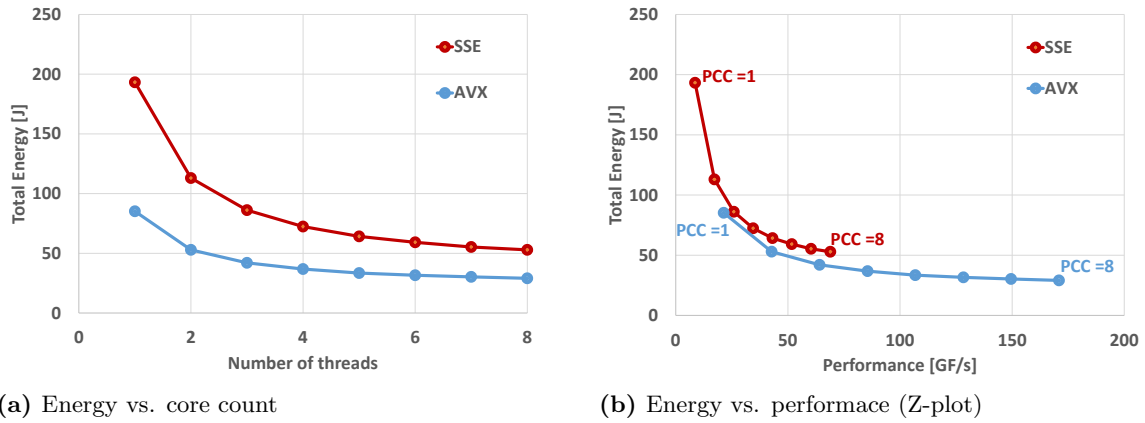 250
200
150
100
50
0
Total Energy [J]
SSE
AVX
0 2 4 6 8
Number of threads
(a) Energy vs. core count
250
200
150
100
50
0
Total Energy [J]
SSE
AVX
PCC =1
PCC =1
PCC =8
PCC =8
0 50 100 150 200
Performance [GF/s]
(b) Energy vs. performace (Z-plot)